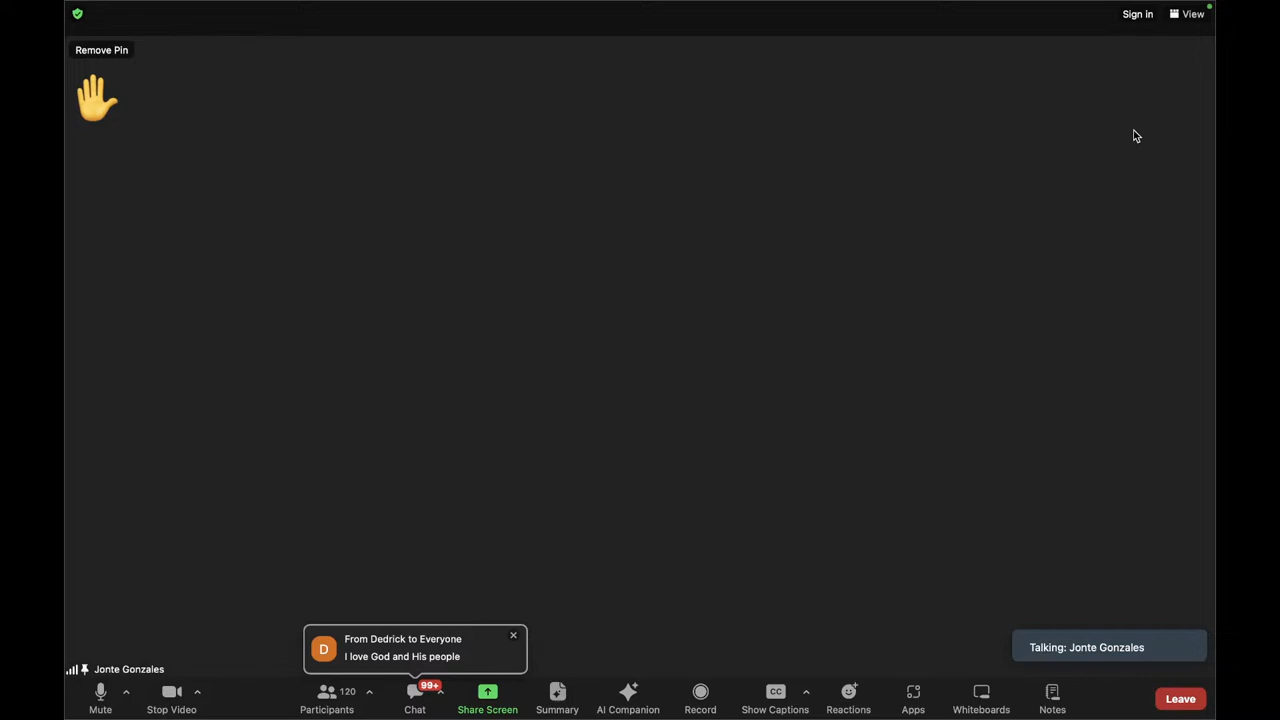 Sign in
View
Remove Pin
From Dedrick to Everyone
I love God and His people
D
Talking: Jonte Gonzales
Jonte Gonzales
120
99+
CC
Mute
Stop Video
Participants
Chat
Share Screen
Summary
AI Companion
Record
Show Captions
Reactions
Apps
Whiteboards
Notes
Leave